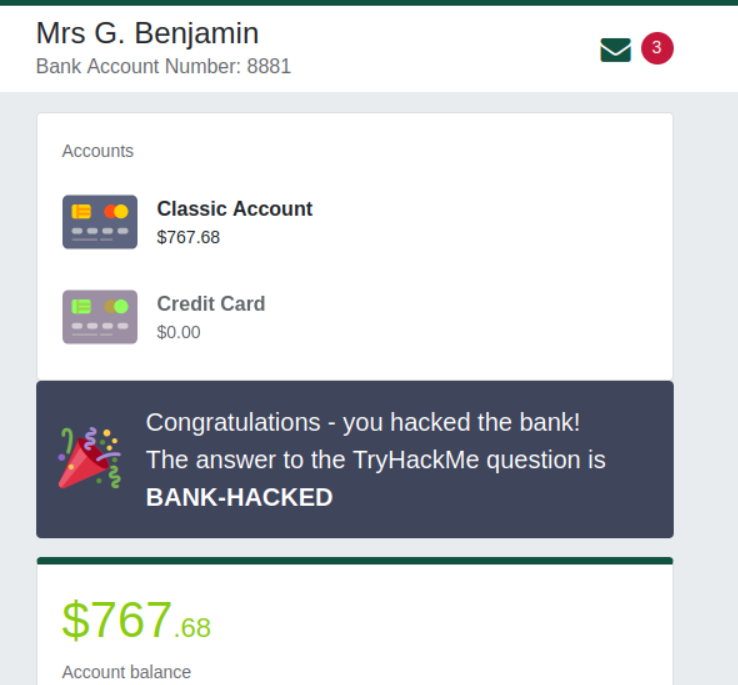 Mrs G. Benjamin
Bank Account Number: 8881
3
Accounts
Classic Account
$767.68
Credit Card
$0.00
Congratulations - you hacked the bank!
The answer to the TryHackMe question is
BANK-HACKED
$767.68
Account balance